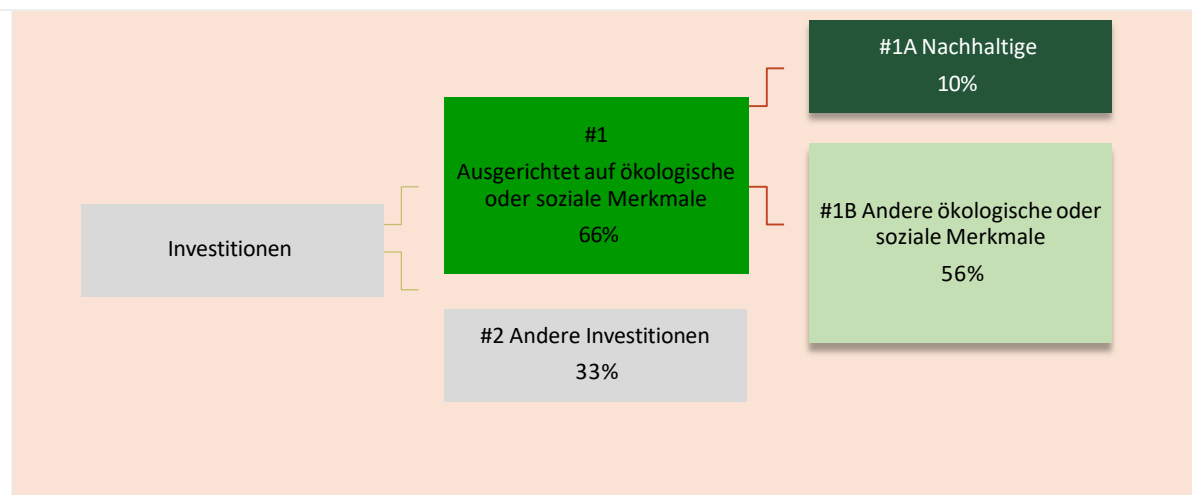 #1A Nachhaltige
10%
#1
Ausgerichtet auf ökologische
oder soziale Merkmale
66%
#1B Andere ökologische oder
soziale Merkmale
56%
Investitionen
#2 Andere Investitionen
33%